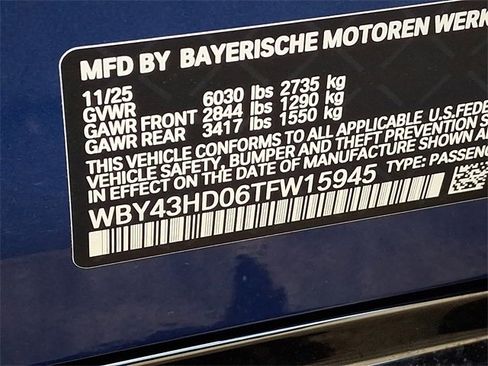 MFD BY BAYERISCHE MOTOREN WERK
11/25
GVWR 6030 lbs 2735 kg
GAWR FRONT 2844 lbs 1290 kg
GAWR REAR 3417 lbs 1550 kg
THIS VEHICLE CONFORMS TO ALL APPLICABLE U.S.FEDE
VEHICLE SAFETY, BUMPER AND THEFT PREVENTION S
IN EFFECT ON THE DATE OF MANUFACTURE SHOWN A
WBY43HD06TFW15945 TYPE: PASSENG